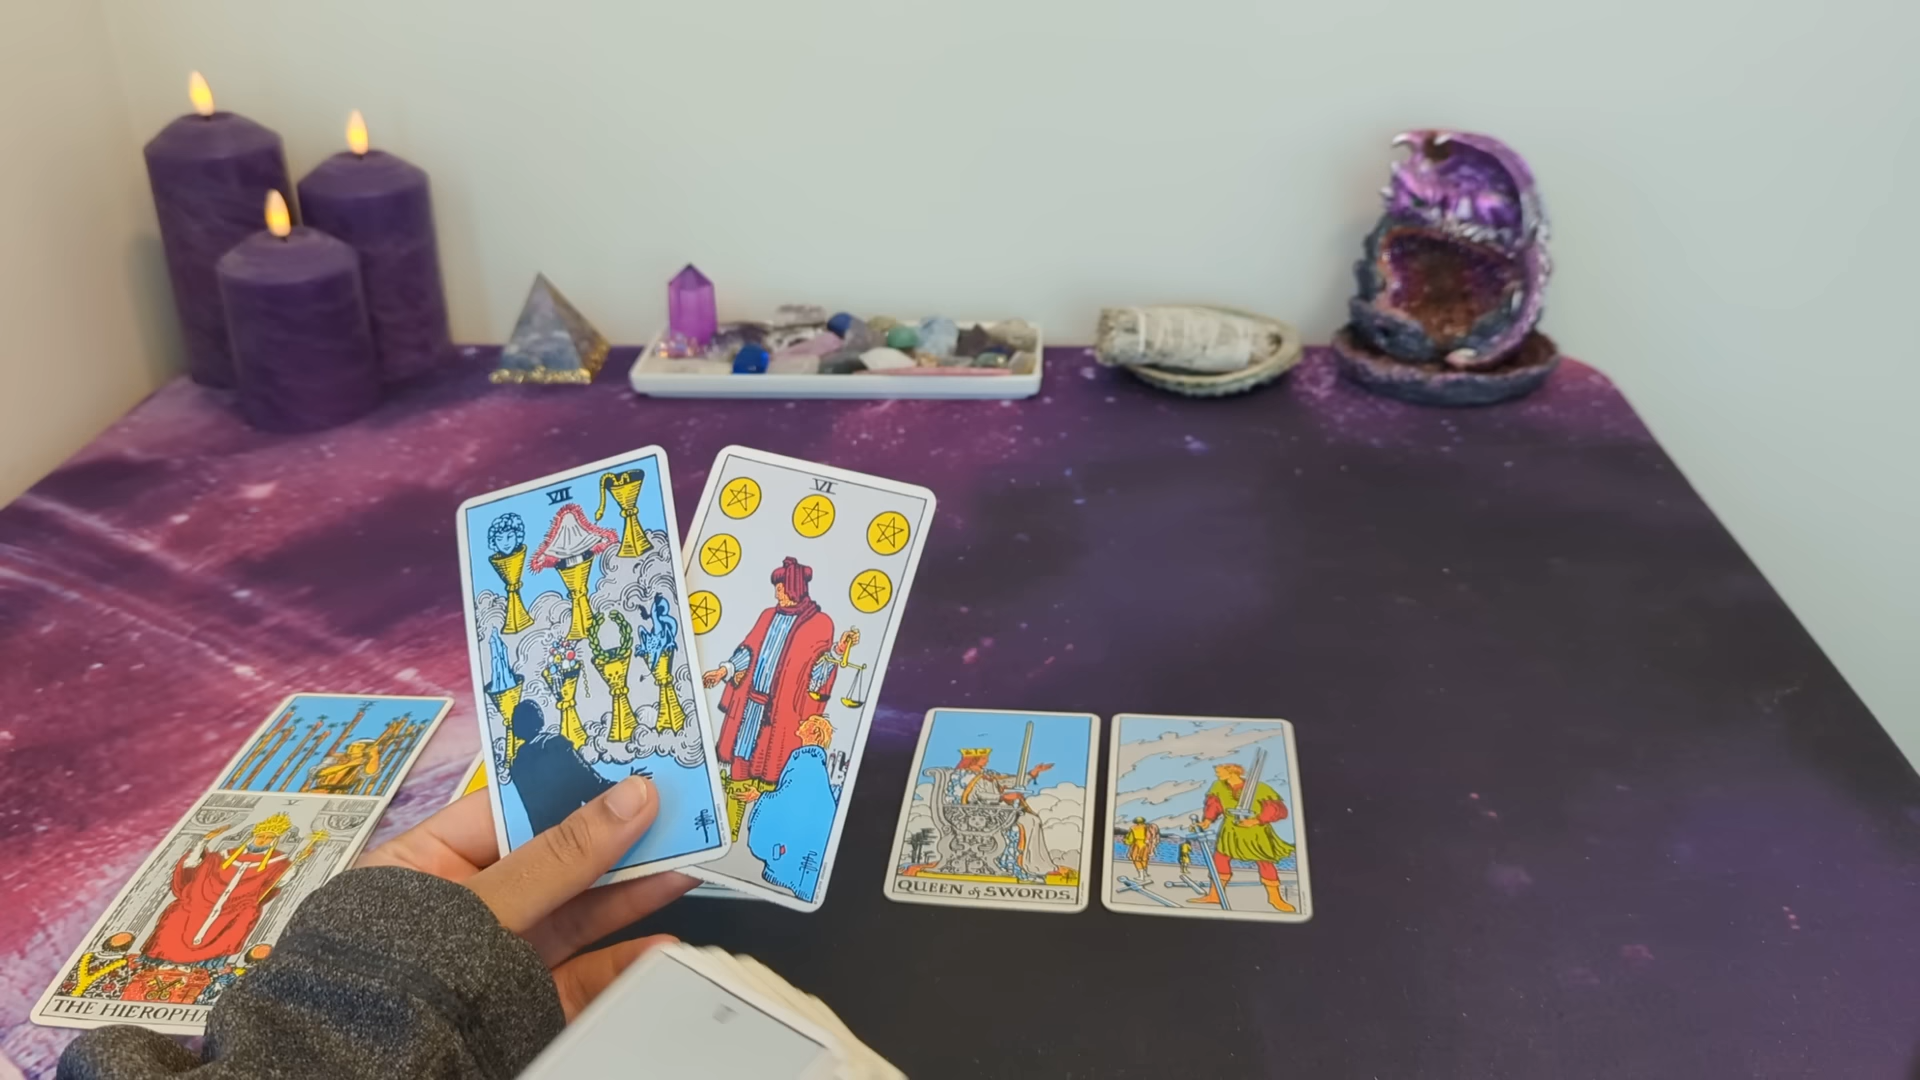 VII
VI
V
THE HIEROPHA
QUEEN of SWORDS.
V